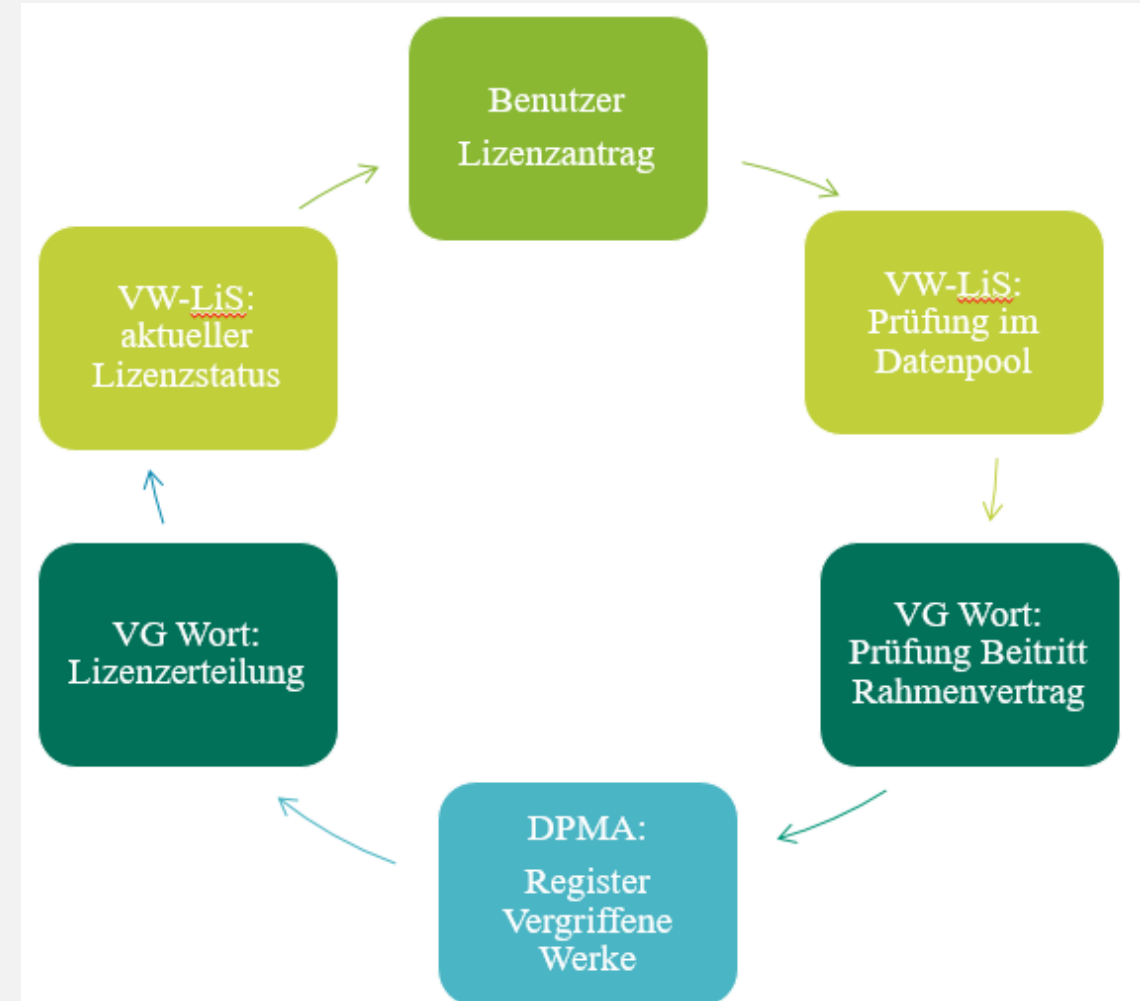 Benutzer
Lizenzantrag
VW-LiS:
Prüfung im
Datenpool
VG Wort:
Prüfung Beitritt
Rahmenvertrag
DPMA:
Register
Vergriffene
Werke
VG Wort:
Lizenzerteilung
VW-LiS:
aktueller
Lizenzstatus